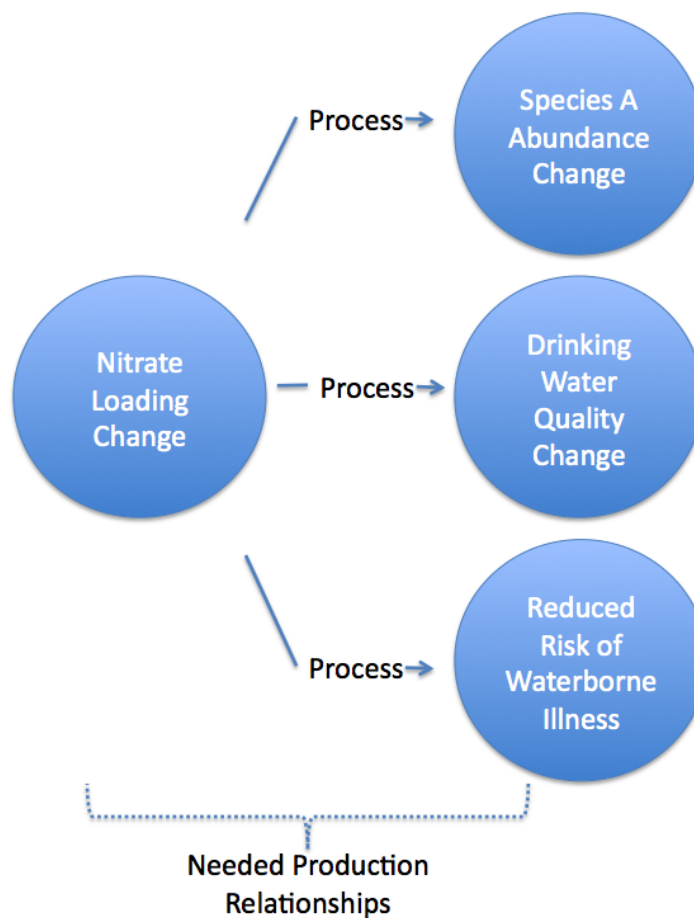 Process
Species A
Abundance
Change
Nitrate
Loading
Change
Process
Drinking
Water
Quality
Change
Process
Reduced
Risk of
Waterborne
Illness
Needed Production
Relationships